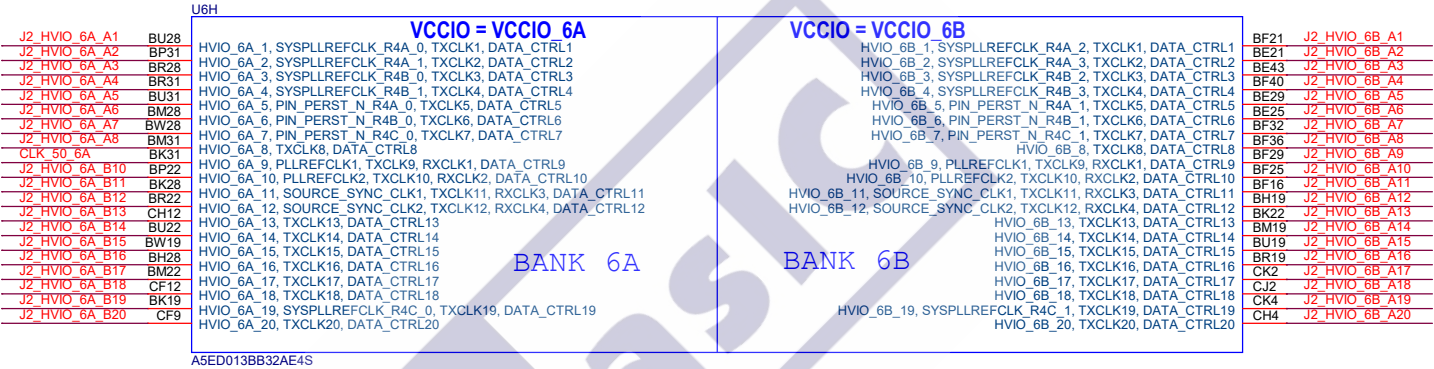 U6H
VCCIO = VCCIO_6A
VCCIO = VCCIO_6B
J2_HVIO_6A_A1 BU28 HVIO_6A_1, SYSPLLREFCLK_R4A_0, TXCLK1, DATA_CTRL1
J2_HVIO_6A_A2 BP31 HVIO_6A_2, SYSPLLREFCLK_R4A_1, TXCLK2, DATA_CTRL2
J2_HVIO_6A_A3 BR28 HVIO_6A_3, SYSPLLREFCLK_R4B_0, TXCLK3, DATA_CTRL3
J2_HVIO_6A_A4 BR31 HVIO_6A_4, SYSPLLREFCLK_R4B_1, TXCLK4, DATA_CTRL4
J2_HVIO_6A_A5 BU31 HVIO_6A_5, PIN_PERST_N_R4A_0, TXCLK5, DATA_CTRL5
J2_HVIO_6A_A6 BM28 HVIO_6A_6, PIN_PERST_N_R4B_0, TXCLK6, DATA_CTRL6
J2_HVIO_6A_A7 BW28 HVIO_6A_7, PIN_PERST_N_R4C_0, TXCLK7, DATA_CTRL7
J2_HVIO_6A_A8 BM31 HVIO_6A_8, TXCLK8, DATA_CTRL8
CLK_50_6A BK31 HVIO_6A_9, PLLREFCLK1, TXCLK9, RXCLK1, DATA_CTRL9
J2_HVIO_6A_B10 BP22 HVIO_6A_10, PLLREFCLK2, TXCLK10, RXCLK2, DATA_CTRL10
J2_HVIO_6A_B11 BK28 HVIO_6A_11, SOURCE_SYNC_CLK1, TXCLK11, RXCLK3, DATA_CTRL11
J2_HVIO_6A_B12 BR22 HVIO_6A_12, SOURCE_SYNC_CLK2, TXCLK12, RXCLK4, DATA_CTRL12
J2_HVIO_6A_B13 CH12 HVIO_6A_13, TXCLK13, DATA_CTRL13
J2_HVIO_6A_B14 BU22 HVIO_6A_14, TXCLK14, DATA_CTRL14
J2_HVIO_6A_B15 BW19 HVIO_6A_15, TXCLK15, DATA_CTRL15
J2_HVIO_6A_B16 BH28 HVIO_6A_16, TXCLK16, DATA_CTRL16
J2_HVIO_6A_B17 BM22 HVIO_6A_17, TXCLK17, DATA_CTRL17
J2_HVIO_6A_B18 CF12 HVIO_6A_18, TXCLK18, DATA_CTRL18
J2_HVIO_6A_B19 BK19 HVIO_6A_19, SYSPLLREFCLK_R4C_0, TXCLK19, DATA_CTRL19
J2_HVIO_6A_B20 CF9 HVIO_6A_20, TXCLK20, DATA_CTRL20
BANK 6A
BANK 6B
HVIO_6B_1, SYSPLLREFCLK_R4A_2, TXCLK1, DATA_CTRL1 BF21 J2_HVIO_6B_A1
HVIO_6B_2, SYSPLLREFCLK_R4A_3, TXCLK2, DATA_CTRL2 BE21 J2_HVIO_6B_A2
HVIO_6B_3, SYSPLLREFCLK_R4B_2, TXCLK3, DATA_CTRL3 BE43 J2_HVIO_6B_A3
HVIO_6B_4, SYSPLLREFCLK_R4B_3, TXCLK4, DATA_CTRL4 BF40 J2_HVIO_6B_A4
HVIO_6B_5, PIN_PERST_N_R4A_1, TXCLK5, DATA_CTRL5 BE29 J2_HVIO_6B_A5
HVIO_6B_6, PIN_PERST_N_R4B_1, TXCLK6, DATA_CTRL6 BE25 J2_HVIO_6B_A6
HVIO_6B_7, PIN_PERST_N_R4C_1, TXCLK7, DATA_CTRL7 BF32 J2_HVIO_6B_A7
HVIO_6B_8, TXCLK8, DATA_CTRL8 BF36 J2_HVIO_6B_A8
HVIO_6B_9, PLLREFCLK1, TXCLK9, RXCLK1, DATA_CTRL9 BF29 J2_HVIO_6B_A9
HVIO_6B_10, PLLREFCLK2, TXCLK10, RXCLK2, DATA_CTRL10 BF25 J2_HVIO_6B_A10
HVIO_6B_11, SOURCE_SYNC_CLK1, TXCLK11, RXCLK3, DATA_CTRL11 BF16 J2_HVIO_6B_A11
HVIO_6B_12, SOURCE_SYNC_CLK2, TXCLK12, RXCLK4, DATA_CTRL12 BH19 J2_HVIO_6B_A12
HVIO_6B_13, TXCLK13, DATA_CTRL13 BK22 J2_HVIO_6B_A13
HVIO_6B_14, TXCLK14, DATA_CTRL14 BM19 J2_HVIO_6B_A14
HVIO_6B_15, TXCLK15, DATA_CTRL15 BU19 J2_HVIO_6B_A15
HVIO_6B_16, TXCLK16, DATA_CTRL16 BR19 J2_HVIO_6B_A16
HVIO_6B_17, TXCLK17, DATA_CTRL17 CK2 J2_HVIO_6B_A17
HVIO_6B_18, TXCLK18, DATA_CTRL18 CJ2 J2_HVIO_6B_A18
HVIO_6B_19, SYSPLLREFCLK_R4C_1, TXCLK19, DATA_CTRL19 CK4 J2_HVIO_6B_A19
HVIO_6B_20, TXCLK20, DATA_CTRL20 CH4 J2_HVIO_6B_A20
A5ED013BB32AE4S
asic